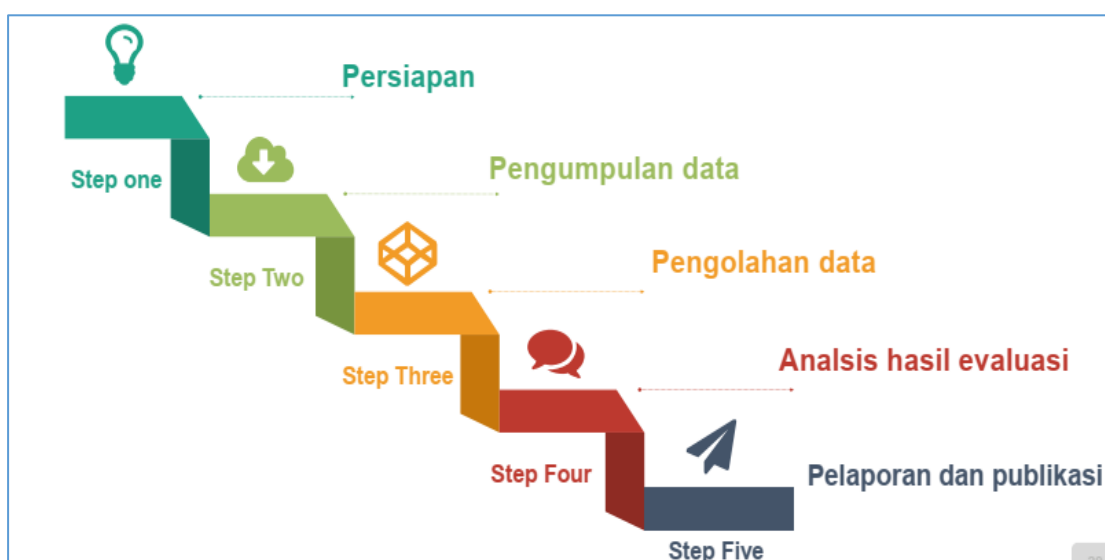 Persiapan
Step one
Pengumpulan data
Step Two
Pengolahan data
Step Three
Analsis hasil evaluasi
Step Four
Pelaporan dan publikasi
Step Five